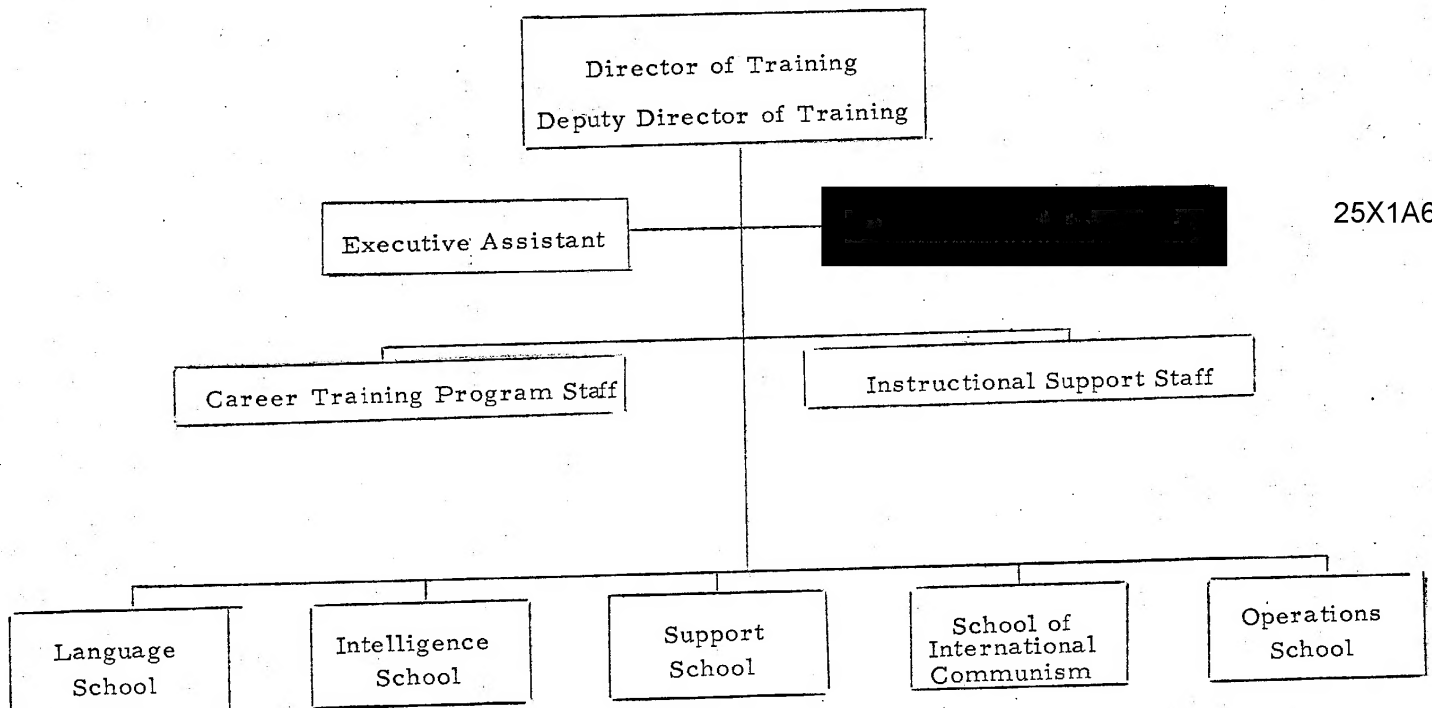 Director of Training
Deputy Director of Training
Executive Assistant
25X1A6
Career Training Program Staff
Instructional Support Staff
Language
School
Intelligence
School
Support
School
School of
International
Communism
Operations
School